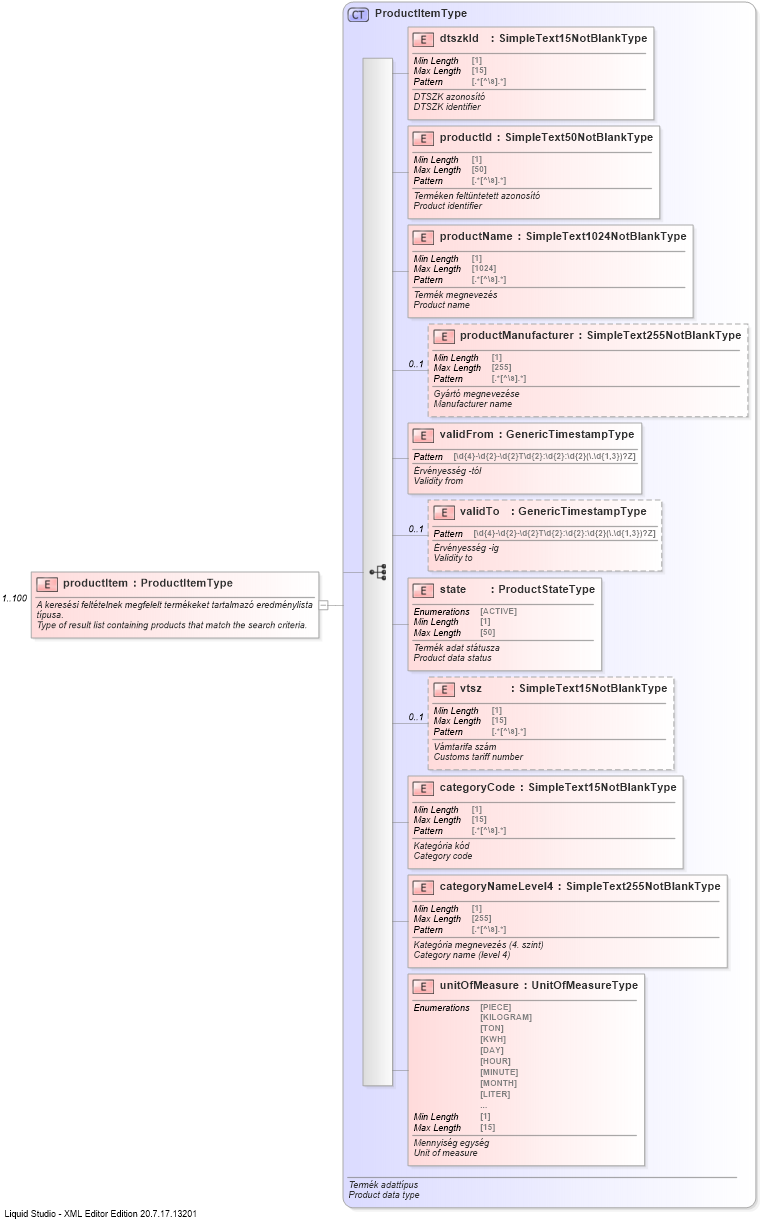 CT ProductItemType
E dtszkId : SimpleText15NotBlankType
Min Length [1]
Max Length [15]
Pattern [.*[^\s].*]
DTSZK azonosító
DTSZK identifier
E productId : SimpleText50NotBlankType
Min Length [1]
Max Length [50]
Pattern [.*[^\s].*]
Terméken feltüntetett azonosító
Product identifier
E productName : SimpleText1024NotBlankType
Min Length [1]
Max Length [1024]
Pattern [.*[^\s].*]
Termék megnevezés
Product name
0..1
E productManufacturer : SimpleText255NotBlankType
Min Length [1]
Max Length [255]
Pattern [.*[^\s].*]
Gyártó megnevezése
Manufacturer name
E validFrom : GenericTimestampType
Pattern [\d{4}-\d{2}-\d{2}T\d{2}:\d{2}:\d{2}(\.\d{1,3})?Z]
Érvényesség -tól
Validity from
0..1
E validTo : GenericTimestampType
Pattern [\d{4}-\d{2}-\d{2}T\d{2}:\d{2}:\d{2}(\.\d{1,3})?Z]
Érvényesség -ig
Validity to
1..100
E productItem : ProductItemType
A keresési feltételnek megfelelt termékeket tartalmazó eredménylista
típusa.
Type of result list containing products that match the search criteria.
E state : ProductStateType
Enumerations [ACTIVE]
Min Length [1]
Max Length [50]
Termék adat státusza
Product data status
0..1
E vtsz : SimpleText15NotBlankType
Min Length [1]
Max Length [15]
Pattern [.*[^\s].*]
Vámtarifa szám
Customs tariff number
E categoryCode : SimpleText15NotBlankType
Min Length [1]
Max Length [15]
Pattern [.*[^\s].*]
Kategória kód
Category code
E categoryNameLevel4 : SimpleText255NotBlankType
Min Length [1]
Max Length [255]
Pattern [.*[^\s].*]
Kategória megnevezés (4. szint)
Category name (level 4)
E unitOfMeasure : UnitOfMeasureType
Enumerations [PIECE]
[KILOGRAM]
[TON]
[KWH]
[DAY]
[HOUR]
[MINUTE]
[MONTH]
[LITER]
...
Min Length [1]
Max Length [15]
Mennyiség egység
Unit of measure
Termék adattípus
Product data type
Liquid Studio - XML Editor Edition 20.7.17.13201